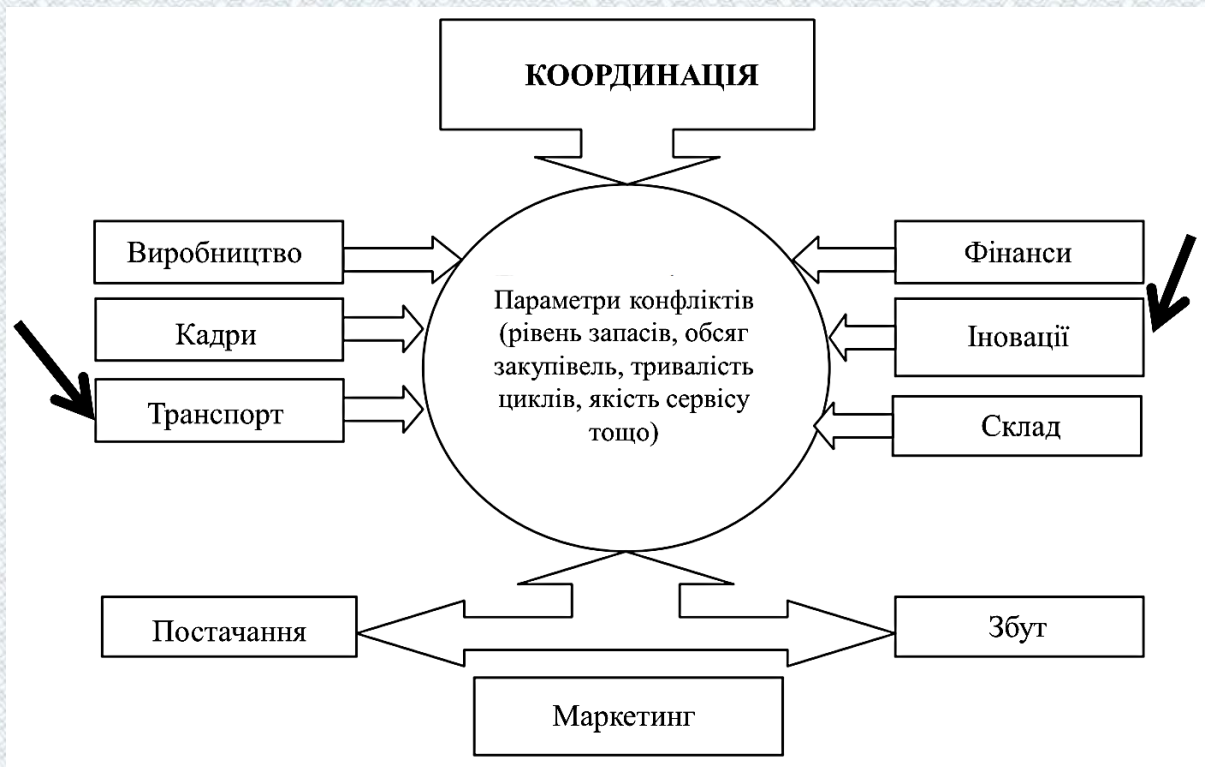 КООРДИНАЦІЯ
Виробництво
Кадри
Транспорт
Параметри конфліктів
(рівень запасів, обсяг
закупівель, тривалість
циклів, якість сервісу
тощо)
Фінанси
Іновації
Склад
Постачання
Збут
Маркетинг